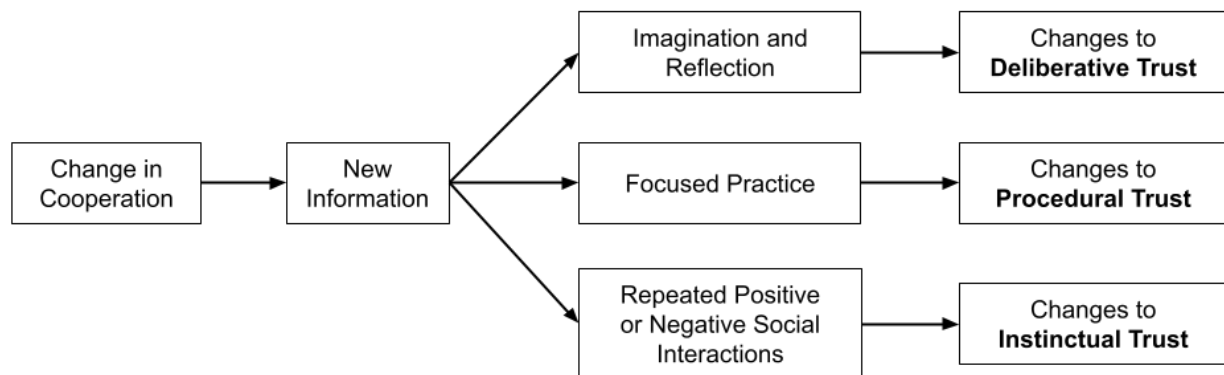 Change in
Cooperation
New
Information
Imagination and
Reflection
Changes to
Deliberative Trust
Focused Practice
Changes to
Procedural Trust
Repeated Positive
or Negative Social
Interactions
Changes to
Instinctual Trust